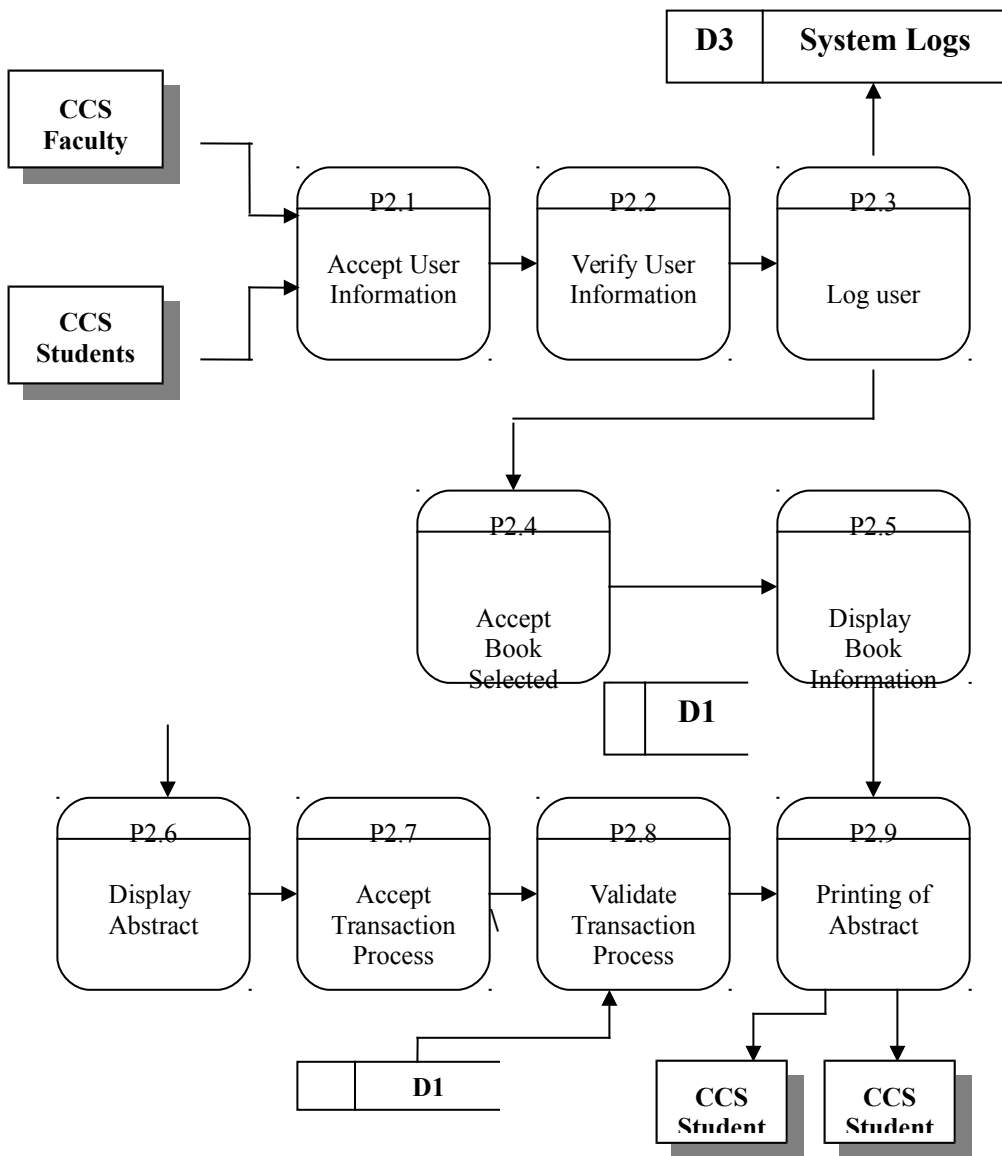 D3 System Logs
CCS
Faculty
CCS
Students
P2.1
Accept User
Information
P2.2
Verify User
Information
P2.3
Log user
P2.4
Accept
Book
Selected
P2.5
Display
Book
Information
D1
P2.6
Display
Abstract
P2.7
Accept
Transaction
Process
\
P2.8
Validate
Transaction
Process
P2.9
Printing of
Abstract
D1
CCS
Student
CCS
Student